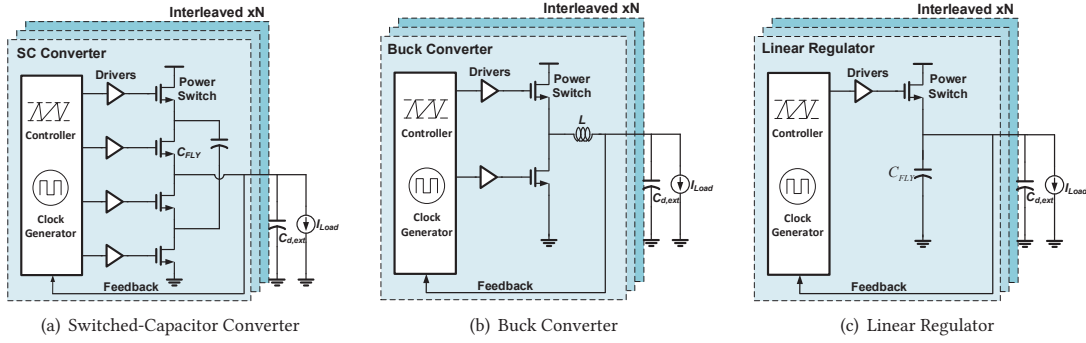 Interleaved xN
SC Converter
Drivers
Power
Switch
Controller
C_FLY
Clock
Generator
C_d,ext
I_Load
Feedback
(a) Switched-Capacitor Converter
Interleaved xN
Buck Converter
Drivers
Power
Switch
L
Controller
Clock
Generator
C_d,ext
I_Load
Feedback
(b) Buck Converter
Interleaved xN
Linear Regulator
Drivers
Power
Switch
Controller
C_FLY
Clock
Generator
C_d,ext
I_Load
Feedback
(c) Linear Regulator